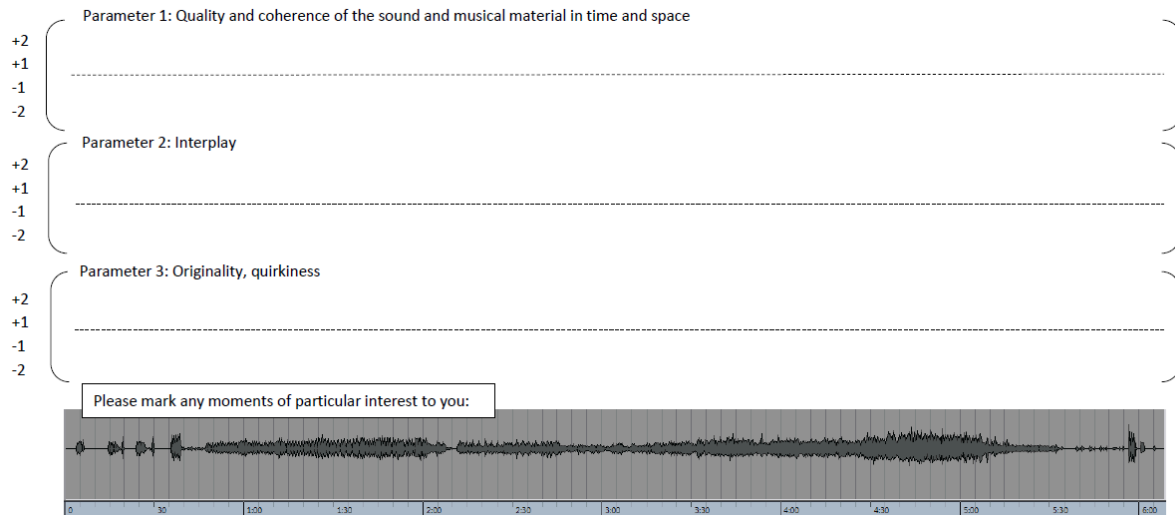 Parameter 1: Quality and coherence of the sound and musical material in time and space
+2
+1
-1
-2
Parameter 2: Interplay
+2
+1
-1
-2
Parameter 3: Originality, quirkiness
+2
+1
-1
-2
Please mark any moments of particular interest to you:
0 30 1:00 1:30 2:00 2:30 3:00 3:30 4:00 4:30 5:00 5:30 6:00